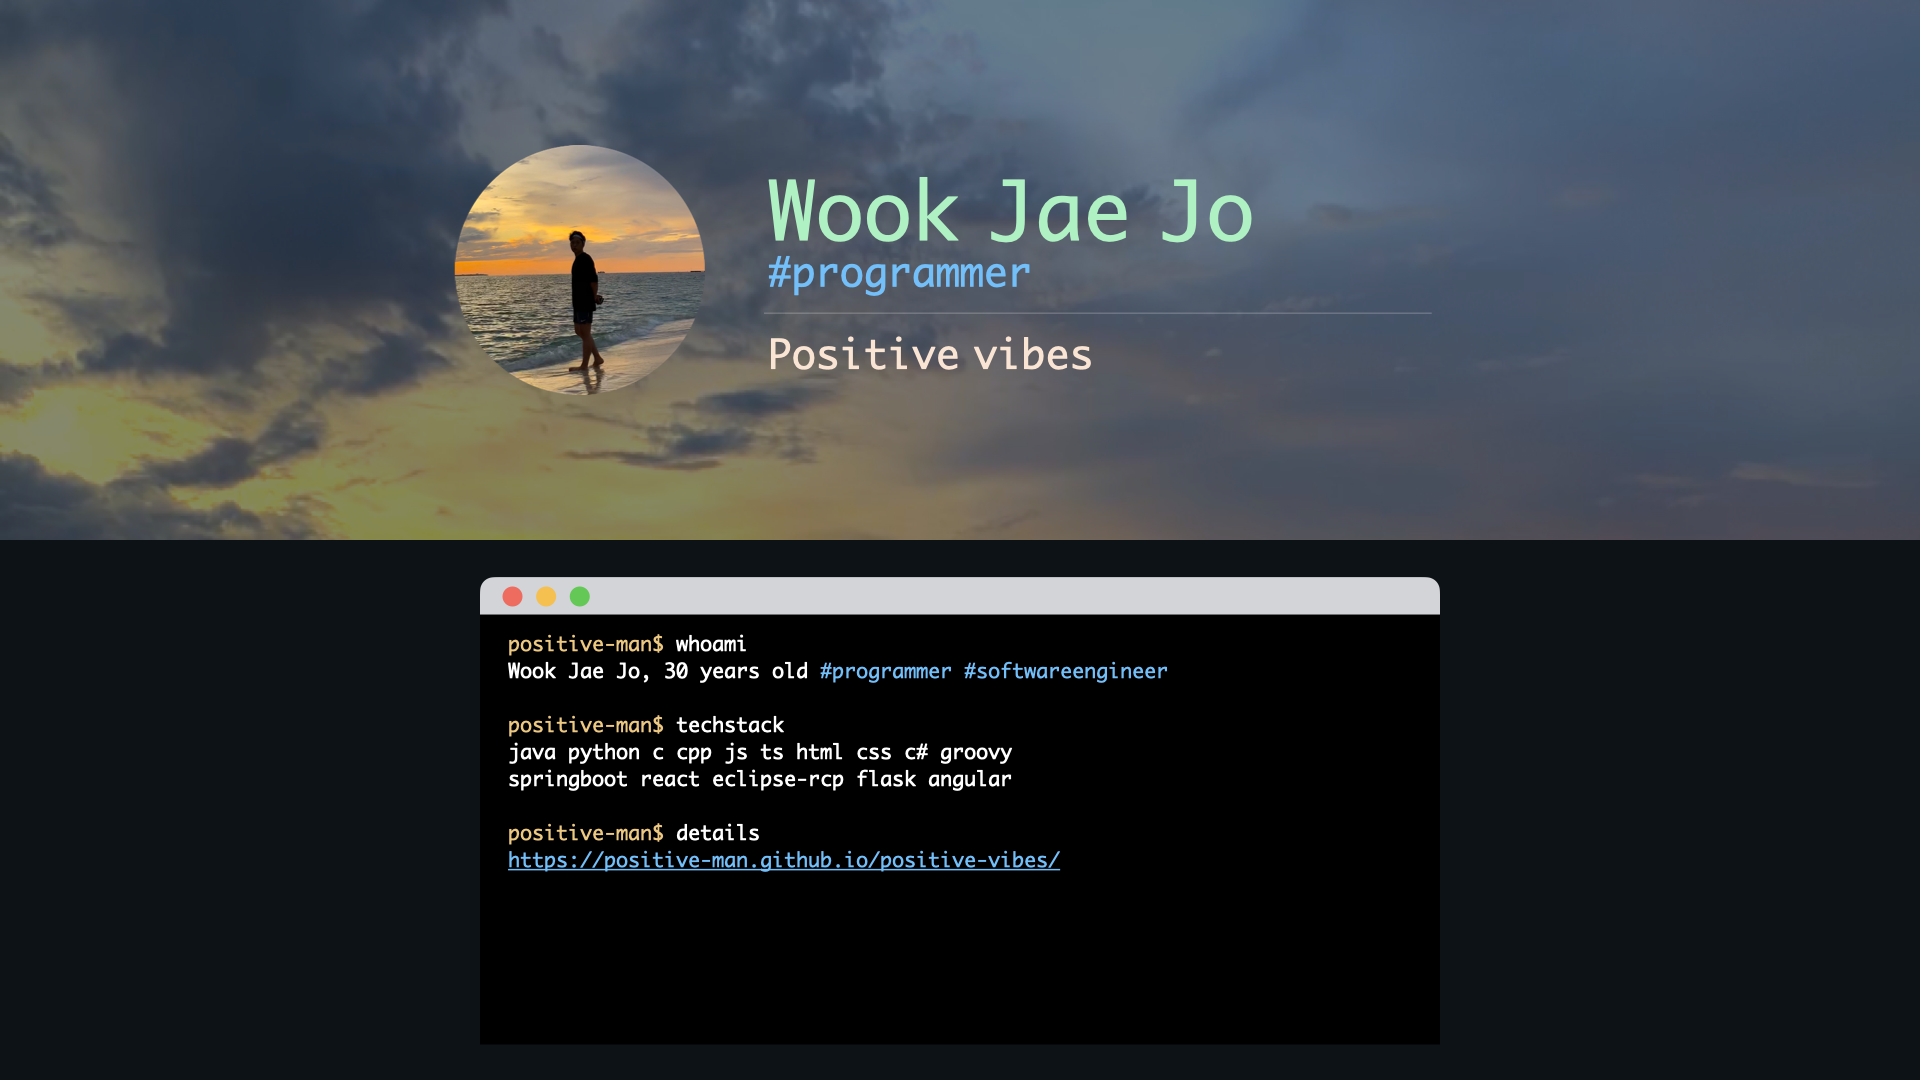 Wook Jae Jo
#programmer
Positive vibes
positive-man$ whoami
Wook Jae Jo, 30 years old #programmer #softwareengineer
positive-man$ techstack
java python c cpp js ts html css c# groovy
springboot react eclipse-rcp flask angular
positive-man$ details
https://positive-man.github.io/positive-vibes/